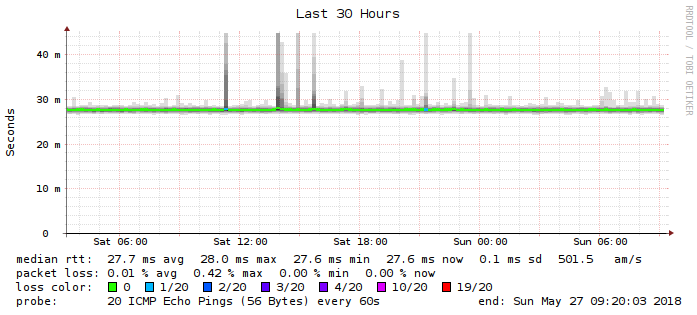 Last 30 Hours
RRDTOOL / TOBI OETIKER
Seconds
40 m
30 m
20 m
10 m
0
Sat 06:00 Sat 12:00 Sat 18:00 Sun 00:00 Sun 06:00
median rtt: 27.7 ms avg 28.0 ms max 27.6 ms min 27.6 ms now 0.1 ms sd 501.5 am/s
packet loss: 0.01 % avg 0.42 % max 0.00 % min 0.00 % now
loss color: 0 1/20 2/20 3/20 4/20 10/20 19/20
probe: 20 ICMP Echo Pings (56 Bytes) every 60s end: Sun May 27 09:20:03 2018